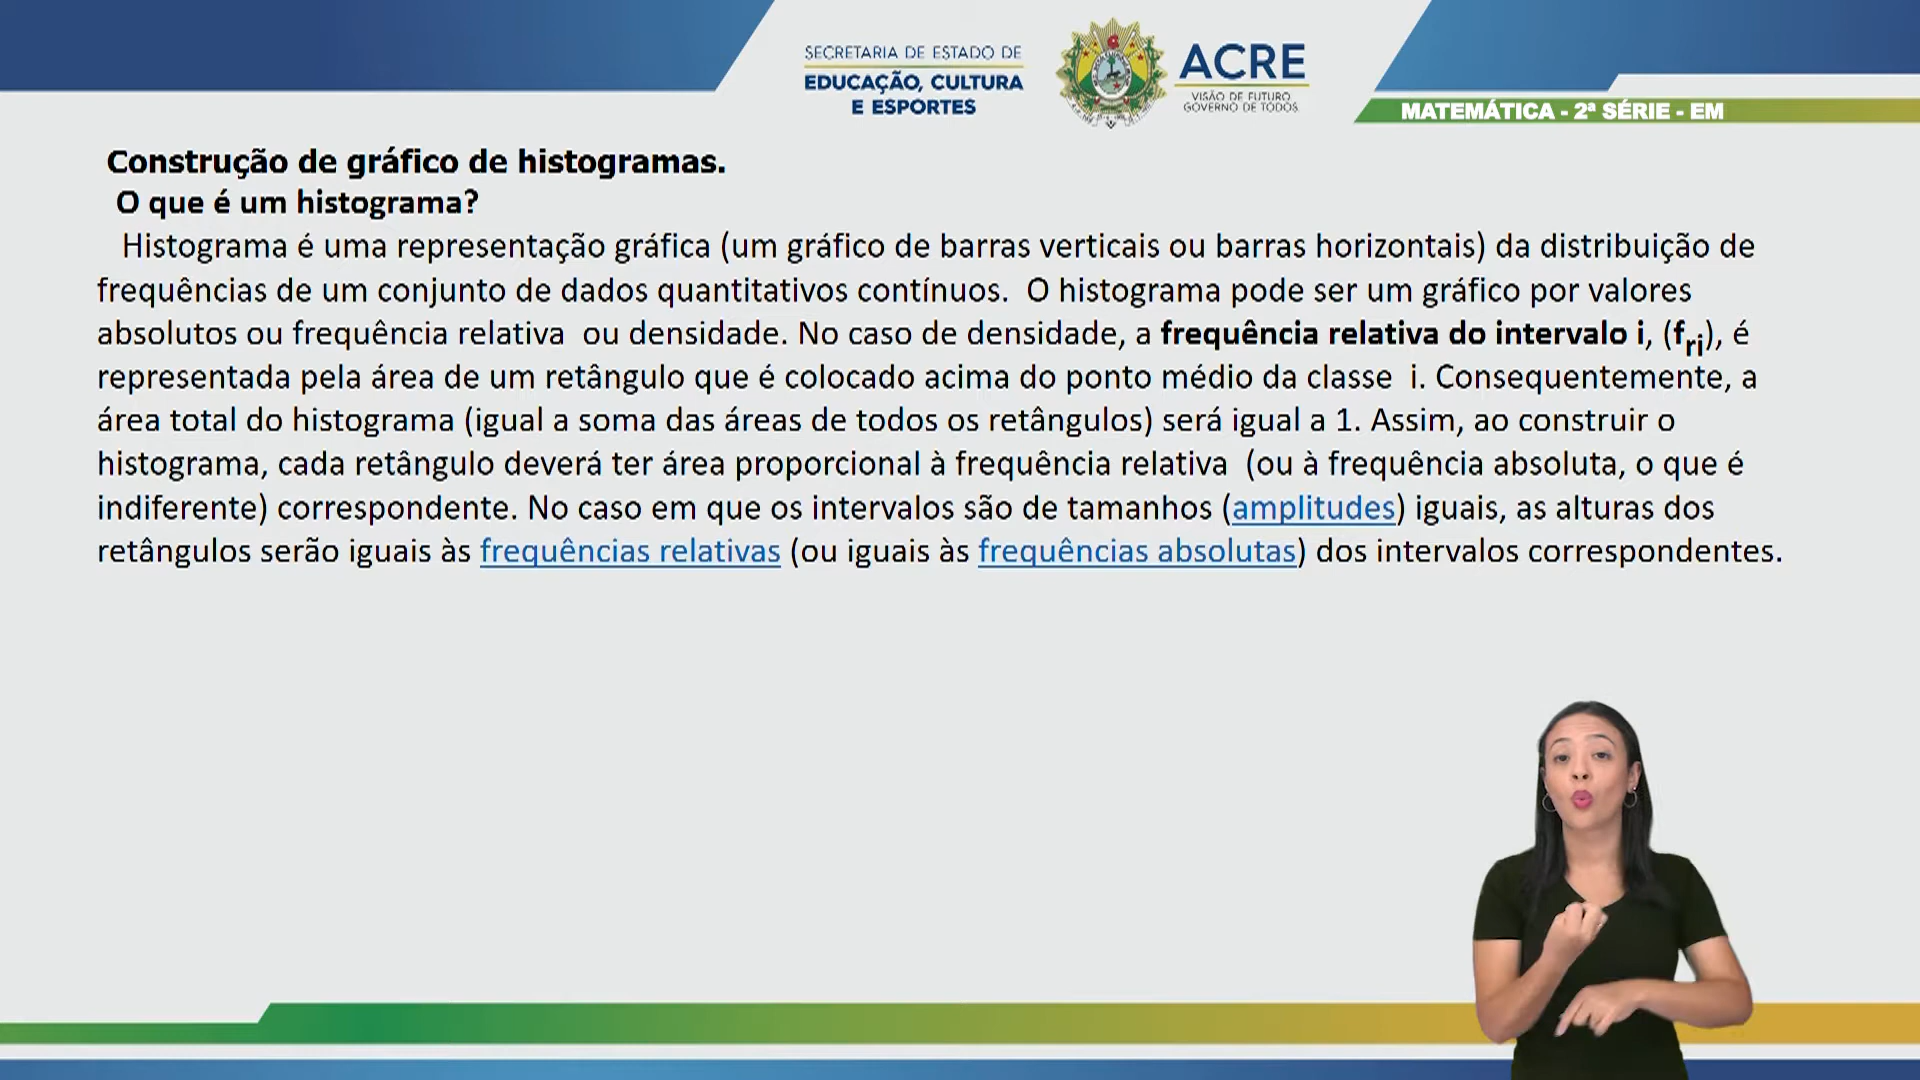 SECRETARIA DE ESTADO DE
EDUCAÇÃO, CULTURA
E ESPORTES
ACRE
VISÃO DE FUTURO
GOVERNO DE TODOS
MATEMÁTICA - 2ª SÉRIE - EM
Construção de gráfico de histogramas.
O que é um histograma?
Histograma é uma representação gráfica (um gráfico de barras verticais ou barras horizontais) da distribuição de
frequências de um conjunto de dados quantitativos contínuos. O histograma pode ser um gráfico por valores
absolutos ou frequência relativa ou densidade. No caso de densidade, a frequência relativa do intervalo i, (fri), é
representada pela área de um retângulo que é colocado acima do ponto médio da classe i. Consequentemente, a
área total do histograma (igual a soma das áreas de todos os retângulos) será igual a 1. Assim, ao construir o
histograma, cada retângulo deverá ter área proporcional à frequência relativa (ou à frequência absoluta, o que é
indiferente) correspondente. No caso em que os intervalos são de tamanhos (amplitudes) iguais, as alturas dos
retângulos serão iguais às frequências relativas (ou iguais às frequências absolutas) dos intervalos correspondentes.